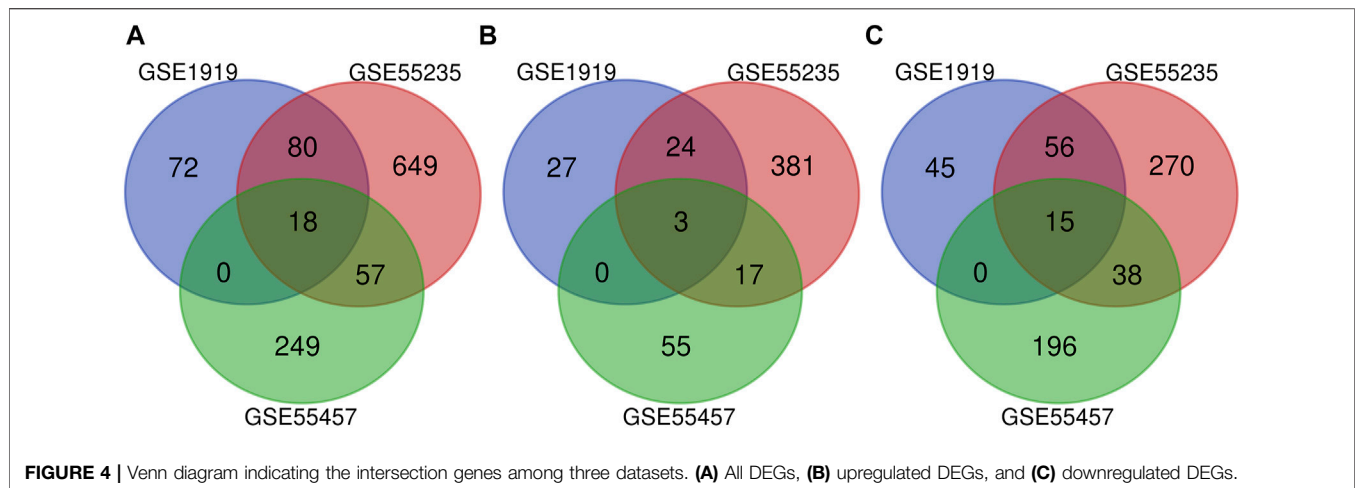 A
B
C
GSE1919 GSE55235
GSE1919 GSE55235
GSE1919 GSE55235
72 80 649
18
0 57
249
GSE55457
27 24 381
3
0 17
55
GSE55457
45 56 270
15
0 38
196
GSE55457
FIGURE 4 | Venn diagram indicating the intersection genes among three datasets. (A) All DEGs, (B) upregulated DEGs, and (C) downregulated DEGs.